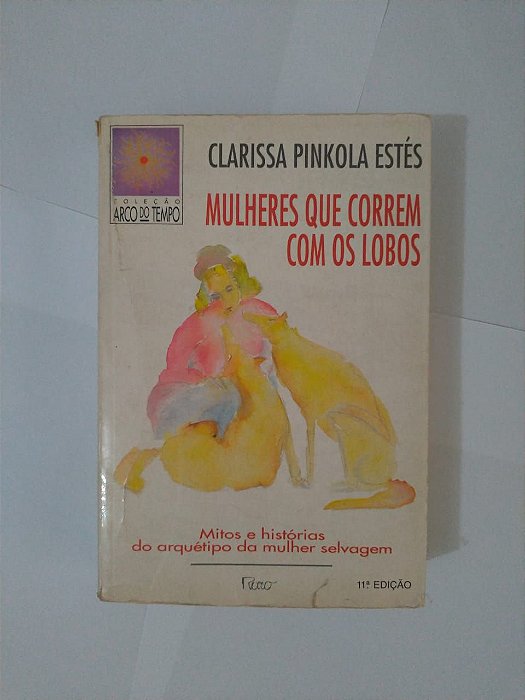 COLEÇÃO
ARCO DO TEMPO
CLARISSA PINKOLA ESTÉS
MULHERES QUE CORREM
COM OS LOBOS
Mitos e histórias
do arquétipo da mulher selvagem
Rocco
11ª EDIÇÃO